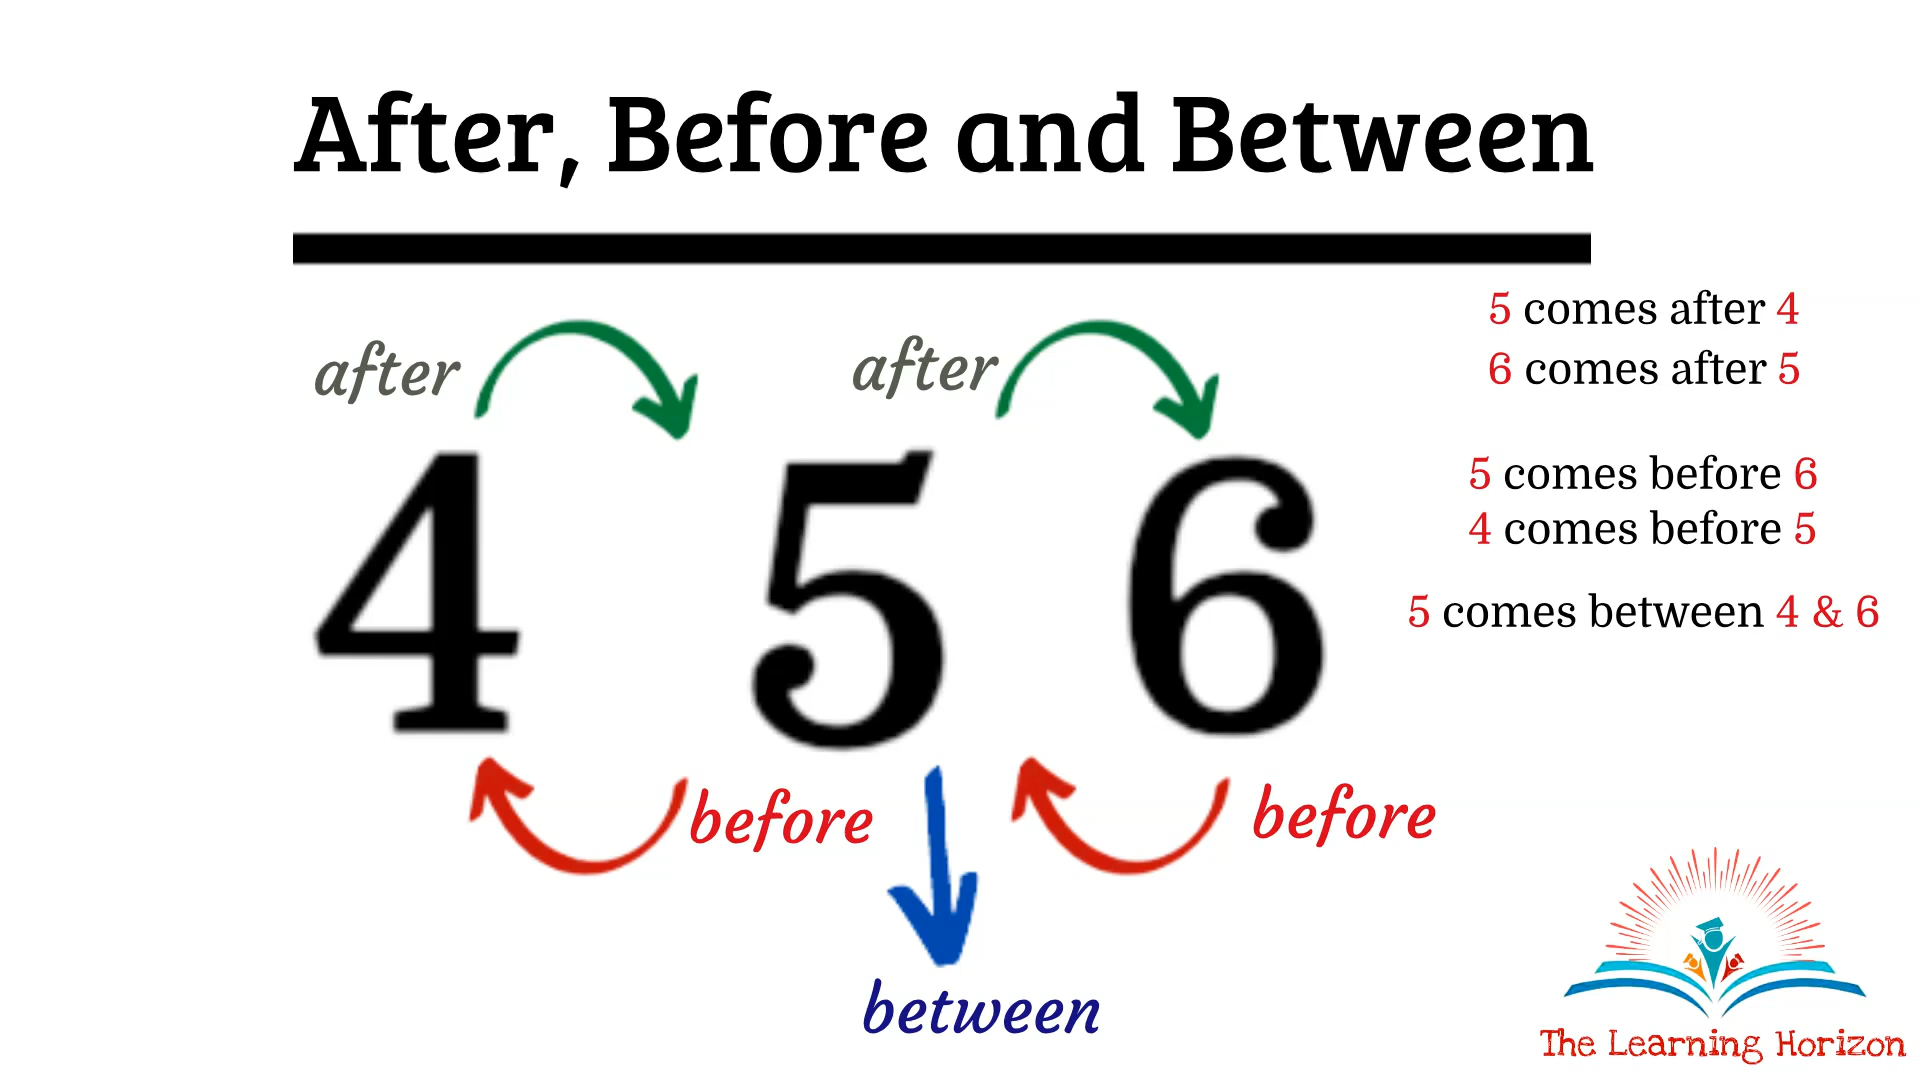 After, Before and Between
after
after
4 5 6
before
before
between
5 comes after 4
6 comes after 5
5 comes before 6
4 comes before 5
5 comes between 4 & 6
The Learning Horizon